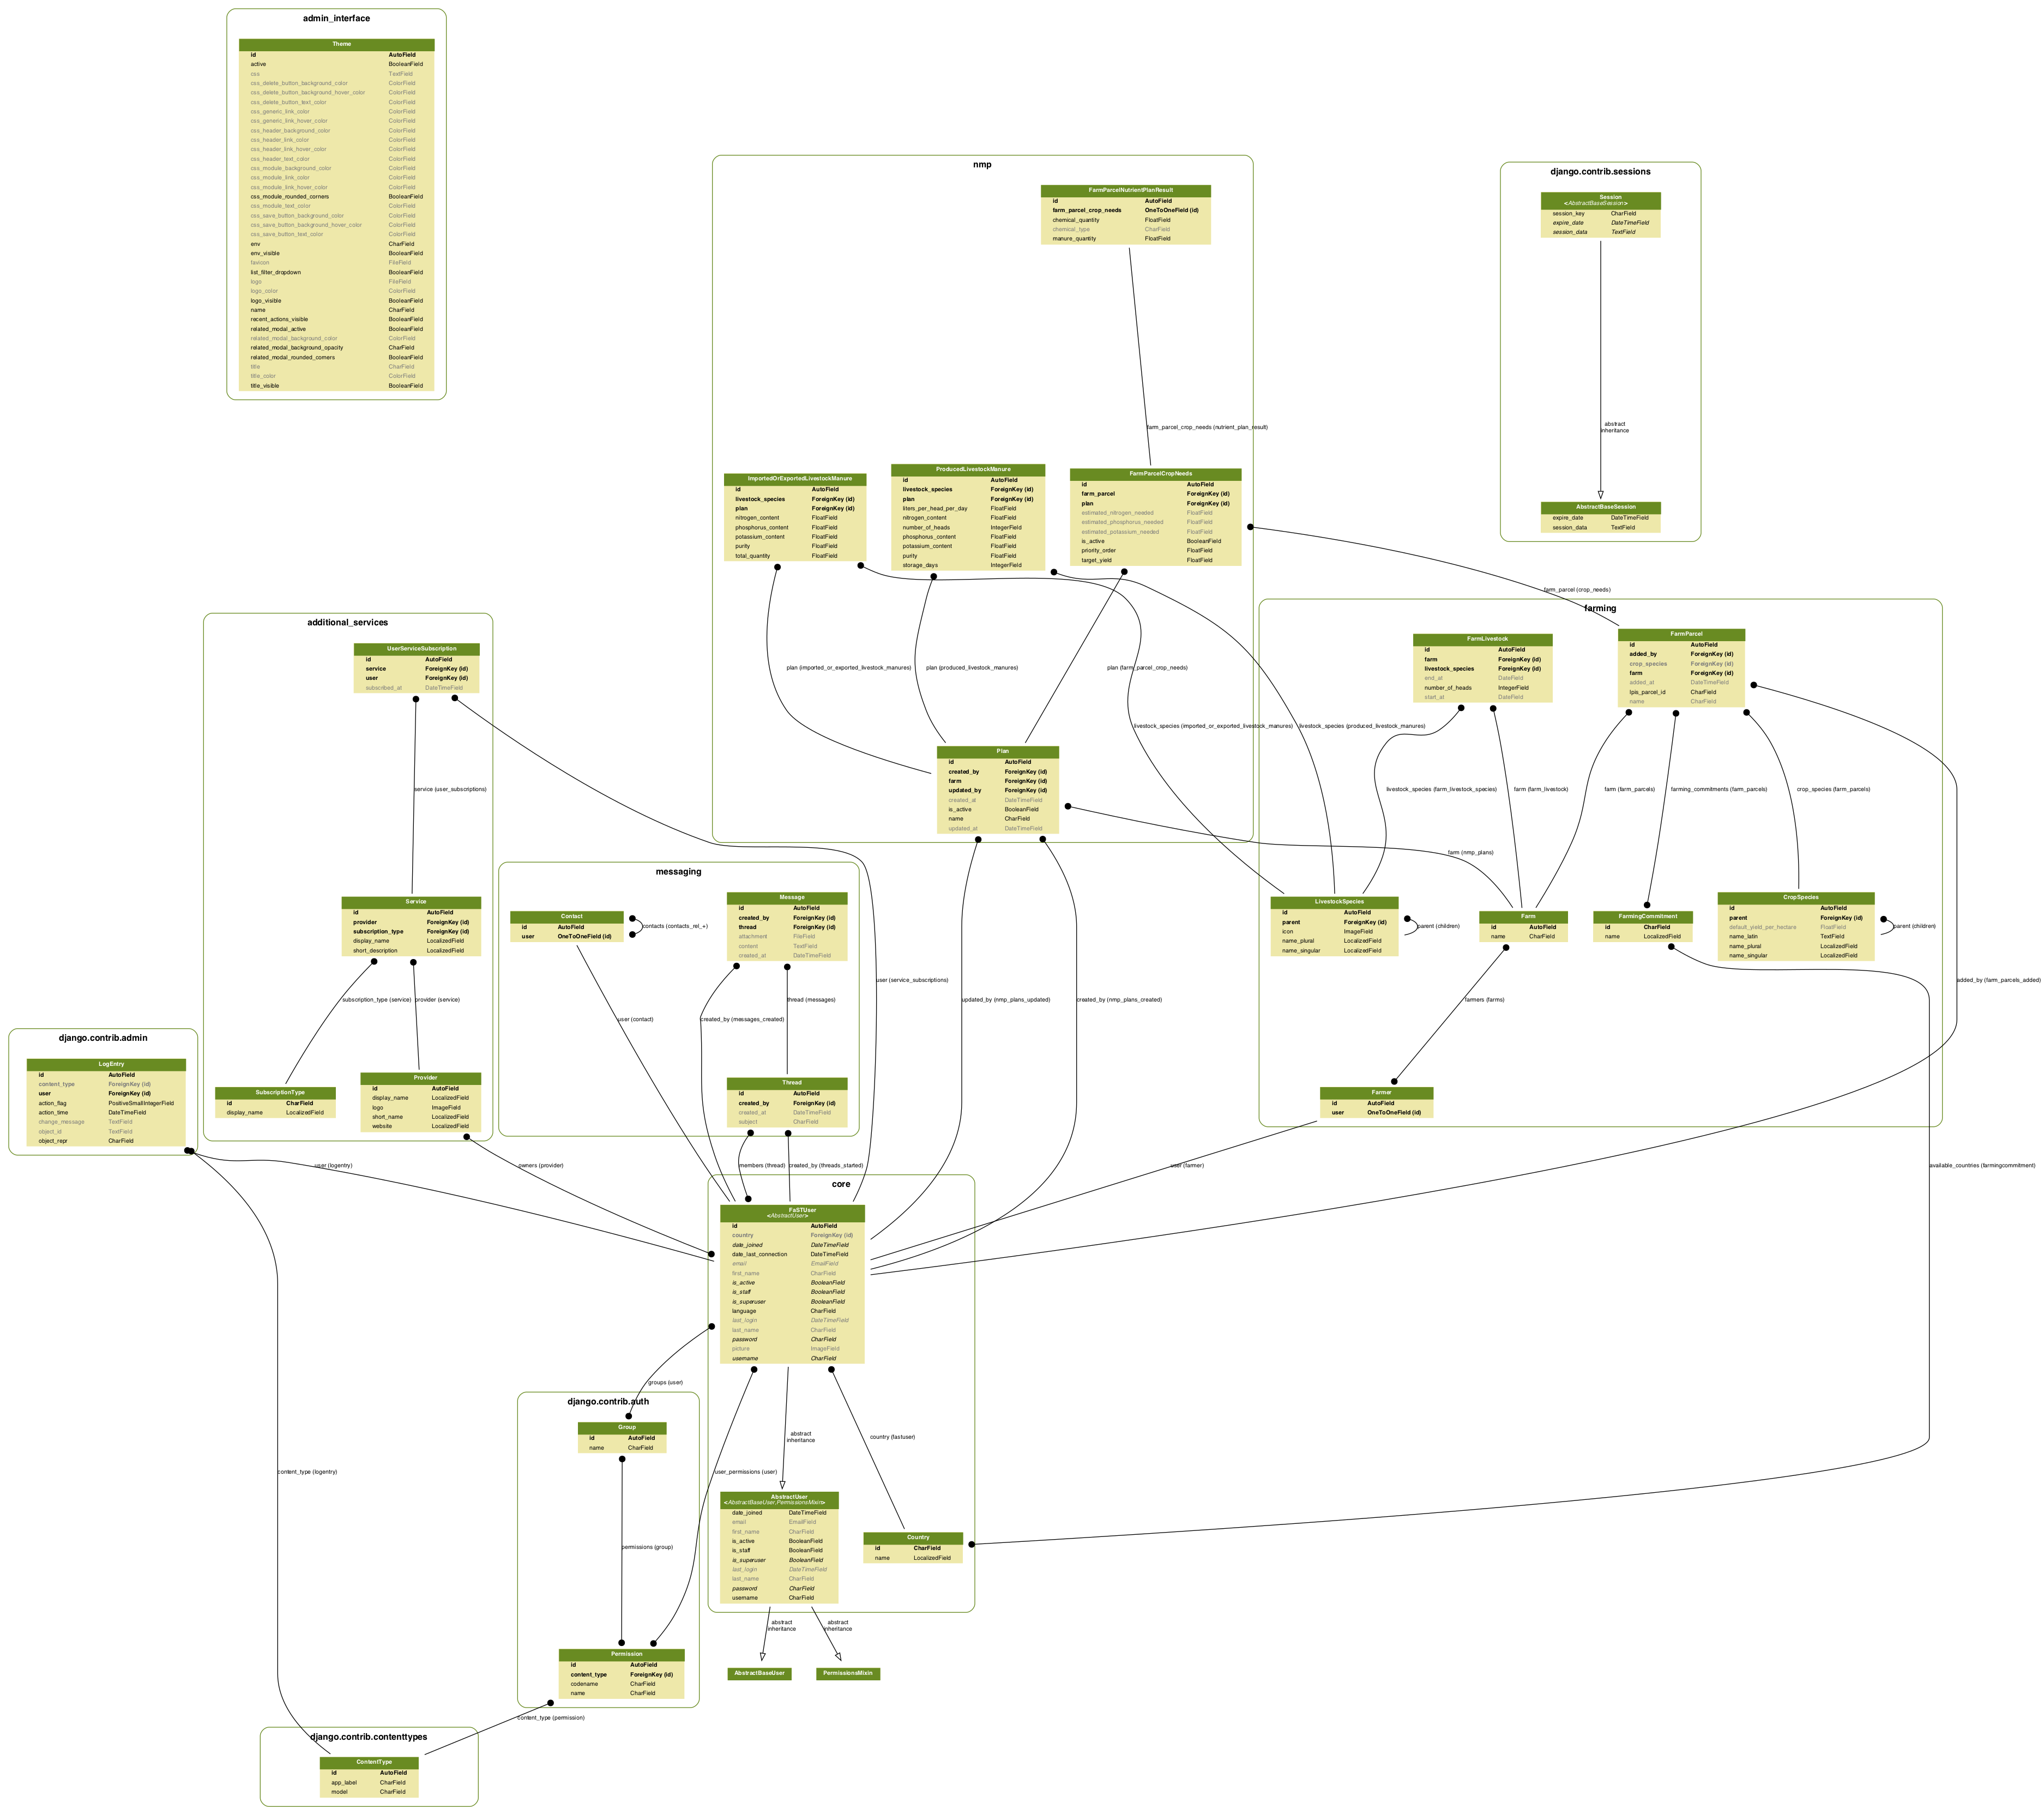 admin_interface
Theme
id AutoField
active BooleanField
css TextField
css_delete_button_background_color ColorField
css_delete_button_background_hover_color ColorField
css_delete_button_text_color ColorField
css_generic_link_color ColorField
css_generic_link_hover_color ColorField
css_header_background_color ColorField
css_header_link_color ColorField
css_header_link_hover_color ColorField
css_header_text_color ColorField
css_module_background_color ColorField
css_module_link_color ColorField
css_module_link_hover_color ColorField
css_module_rounded_corners BooleanField
css_module_text_color ColorField
css_save_button_background_color ColorField
css_save_button_background_hover_color ColorField
css_save_button_text_color ColorField
env CharField
env_visible BooleanField
favicon FileField
list_filter_dropdown BooleanField
logo FileField
logo_color ColorField
logo_visible BooleanField
name CharField
recent_actions_visible BooleanField
related_modal_active BooleanField
related_modal_background_color ColorField
related_modal_background_opacity CharField
related_modal_rounded_corners BooleanField
title CharField
title_color ColorField
title_visible BooleanField
nmp
FarmParcelNutrientPlanResult
id AutoField
farm_parcel_crop_needs OneToOneField (id)
chemical_quantity FloatField
chemical_type CharField
manure_quantity FloatField
farm_parcel_crop_needs (nutrient_plan_result)
ImportedOrExportedLivestockManure
id AutoField
livestock_species ForeignKey (id)
plan ForeignKey (id)
nitrogen_content FloatField
phosphorus_content FloatField
potassium_content FloatField
purity FloatField
total_quantity FloatField
ProducedLivestockManure
id AutoField
livestock_species ForeignKey (id)
plan ForeignKey (id)
liters_per_head_per_day FloatField
nitrogen_content FloatField
number_of_heads IntegerField
phosphorus_content FloatField
potassium_content FloatField
purity FloatField
storage_days IntegerField
FarmParcelCropNeeds
id AutoField
farm_parcel ForeignKey (id)
plan ForeignKey (id)
estimated_nitrogen_needed FloatField
estimated_phosphorus_needed FloatField
estimated_potassium_needed FloatField
is_active BooleanField
priority_order FloatField
target_yield FloatField
plan (imported_or_exported_livestock_manures)
plan (produced_livestock_manures)
plan (farm_parcel_crop_needs)
livestock_species (imported_or_exported_livestock_manures)
livestock_species (produced_livestock_manures)
Plan
id AutoField
created_by ForeignKey (id)
farm ForeignKey (id)
updated_by ForeignKey (id)
created_at DateTimeField
is_active BooleanField
name CharField
updated_at DateTimeField
django.contrib.sessions
Session
<AbstractBaseSession>
session_key CharField
expire_date DateTimeField
session_data TextField
abstract
inheritance
AbstractBaseSession
expire_date DateTimeField
session_data TextField
farm_parcel (crop_needs)
farming
FarmLivestock
id AutoField
farm ForeignKey (id)
livestock_species ForeignKey (id)
end_at DateField
number_of_heads IntegerField
start_at DateField
FarmParcel
id AutoField
added_by ForeignKey (id)
crop_species ForeignKey (id)
farm ForeignKey (id)
added_at DateTimeField
lpis_parcel_id CharField
name CharField
livestock_species (farm_livestock_species)
farm (farm_livestock)
farm (farm_parcels)
farming_commitments (farm_parcels)
crop_species (farm_parcels)
farm (nmp_plans)
LivestockSpecies
id AutoField
parent ForeignKey (id)
icon ImageField
name_plural LocalizedField
name_singular LocalizedField
parent (children)
Farm
id AutoField
name CharField
FarmingCommitment
id CharField
name LocalizedField
CropSpecies
id AutoField
parent ForeignKey (id)
default_yield_per_hectare FloatField
name_latin TextField
name_plural LocalizedField
name_singular LocalizedField
parent (children)
farmers (farms)
added_by (farm_parcels_added)
Farmer
id AutoField
user OneToOneField (id)
additional_services
UserServiceSubscription
id AutoField
service ForeignKey (id)
user ForeignKey (id)
subscribed_at DateTimeField
service (user_subscriptions)
Service
id AutoField
provider ForeignKey (id)
subscription_type ForeignKey (id)
display_name LocalizedField
short_description LocalizedField
subscription_type (service)
provider (service)
SubscriptionType
id CharField
display_name LocalizedField
Provider
id AutoField
display_name LocalizedField
logo ImageField
short_name LocalizedField
website LocalizedField
messaging
Contact
id AutoField
user OneToOneField (id)
contacts (contacts_rel_+)
Message
id AutoField
created_by ForeignKey (id)
thread ForeignKey (id)
attachment FileField
content TextField
created_at DateTimeField
user (contact)
created_by (messages_created)
thread (messages)
user (service_subscriptions)
updated_by (nmp_plans_updated)
created_by (nmp_plans_created)
Thread
id AutoField
created_by ForeignKey (id)
created_at DateTimeField
subject CharField
django.contrib.admin
LogEntry
id AutoField
content_type ForeignKey (id)
user ForeignKey (id)
action_flag PositiveSmallIntegerField
action_time DateTimeField
change_message TextField
object_id TextField
object_repr CharField
user (logentry)
owners (provider)
members (thread)
created_by (threads_started)
user (farmer)
available_countries (farmingcommitment)
core
FaSTUser
<AbstractUser>
id AutoField
country ForeignKey (id)
date_joined DateTimeField
date_last_connection DateTimeField
email EmailField
first_name CharField
is_active BooleanField
is_staff BooleanField
is_superuser BooleanField
language CharField
last_login DateTimeField
last_name CharField
password CharField
picture ImageField
username CharField
groups (user)
abstract
inheritance
country (fastuser)
user_permissions (user)
content_type (logentry)
django.contrib.auth
Group
id AutoField
name CharField
permissions (group)
AbstractUser
<AbstractBaseUser,PermissionsMixin>
date_joined DateTimeField
email EmailField
first_name CharField
is_active BooleanField
is_staff BooleanField
is_superuser BooleanField
last_login DateTimeField
last_name CharField
password CharField
username CharField
Country
id CharField
name LocalizedField
abstract
inheritance
abstract
inheritance
AbstractBaseUser
PermissionsMixin
Permission
id AutoField
content_type ForeignKey (id)
codename CharField
name CharField
content_type (permission)
django.contrib.contenttypes
ContentType
id AutoField
app_label CharField
model CharField